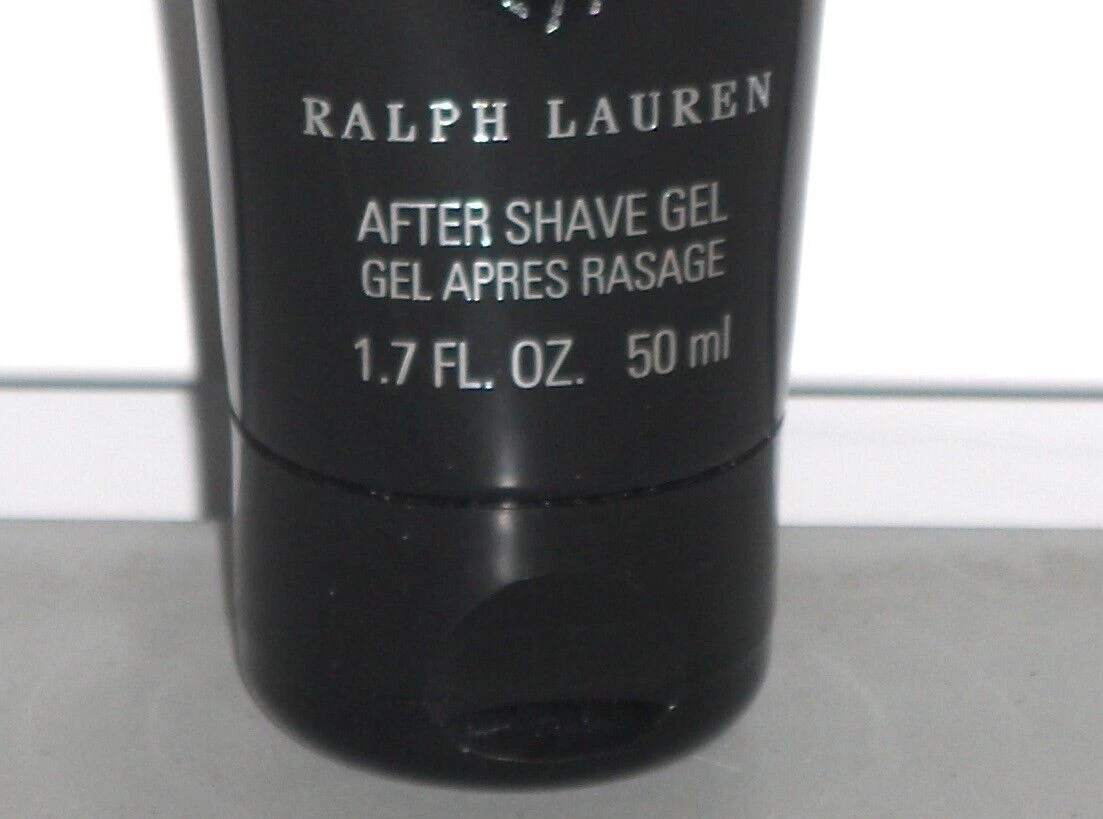 RALPH LAUREN
AFTER SHAVE GEL
GEL APRES RASAGE
1.7 FL. OZ. 50 ml